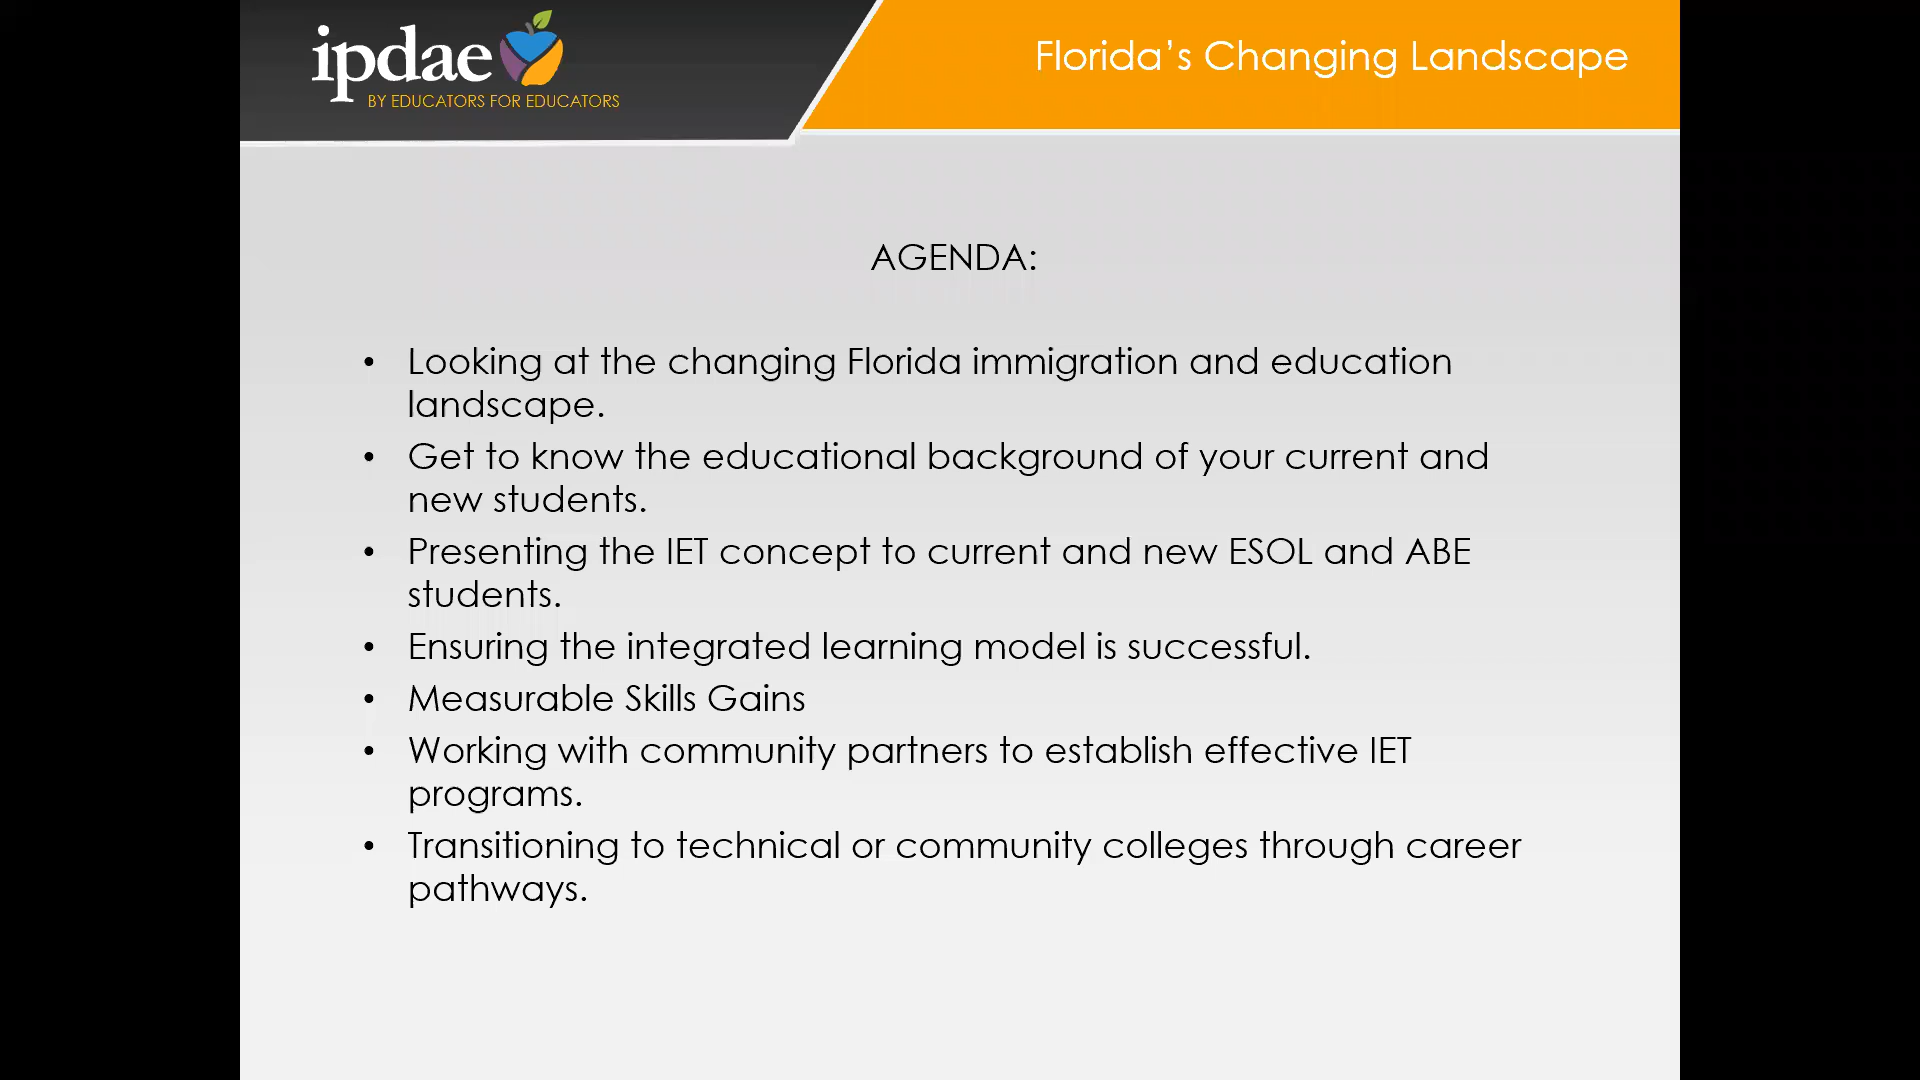 ipdae
BY EDUCATORS FOR EDUCATORS
Florida’s Changing Landscape
AGENDA:
• Looking at the changing Florida immigration and education
landscape.
• Get to know the educational background of your current and
new students.
• Presenting the IET concept to current and new ESOL and ABE
students.
• Ensuring the integrated learning model is successful.
• Measurable Skills Gains
• Working with community partners to establish effective IET
programs.
• Transitioning to technical or community colleges through career
pathways.